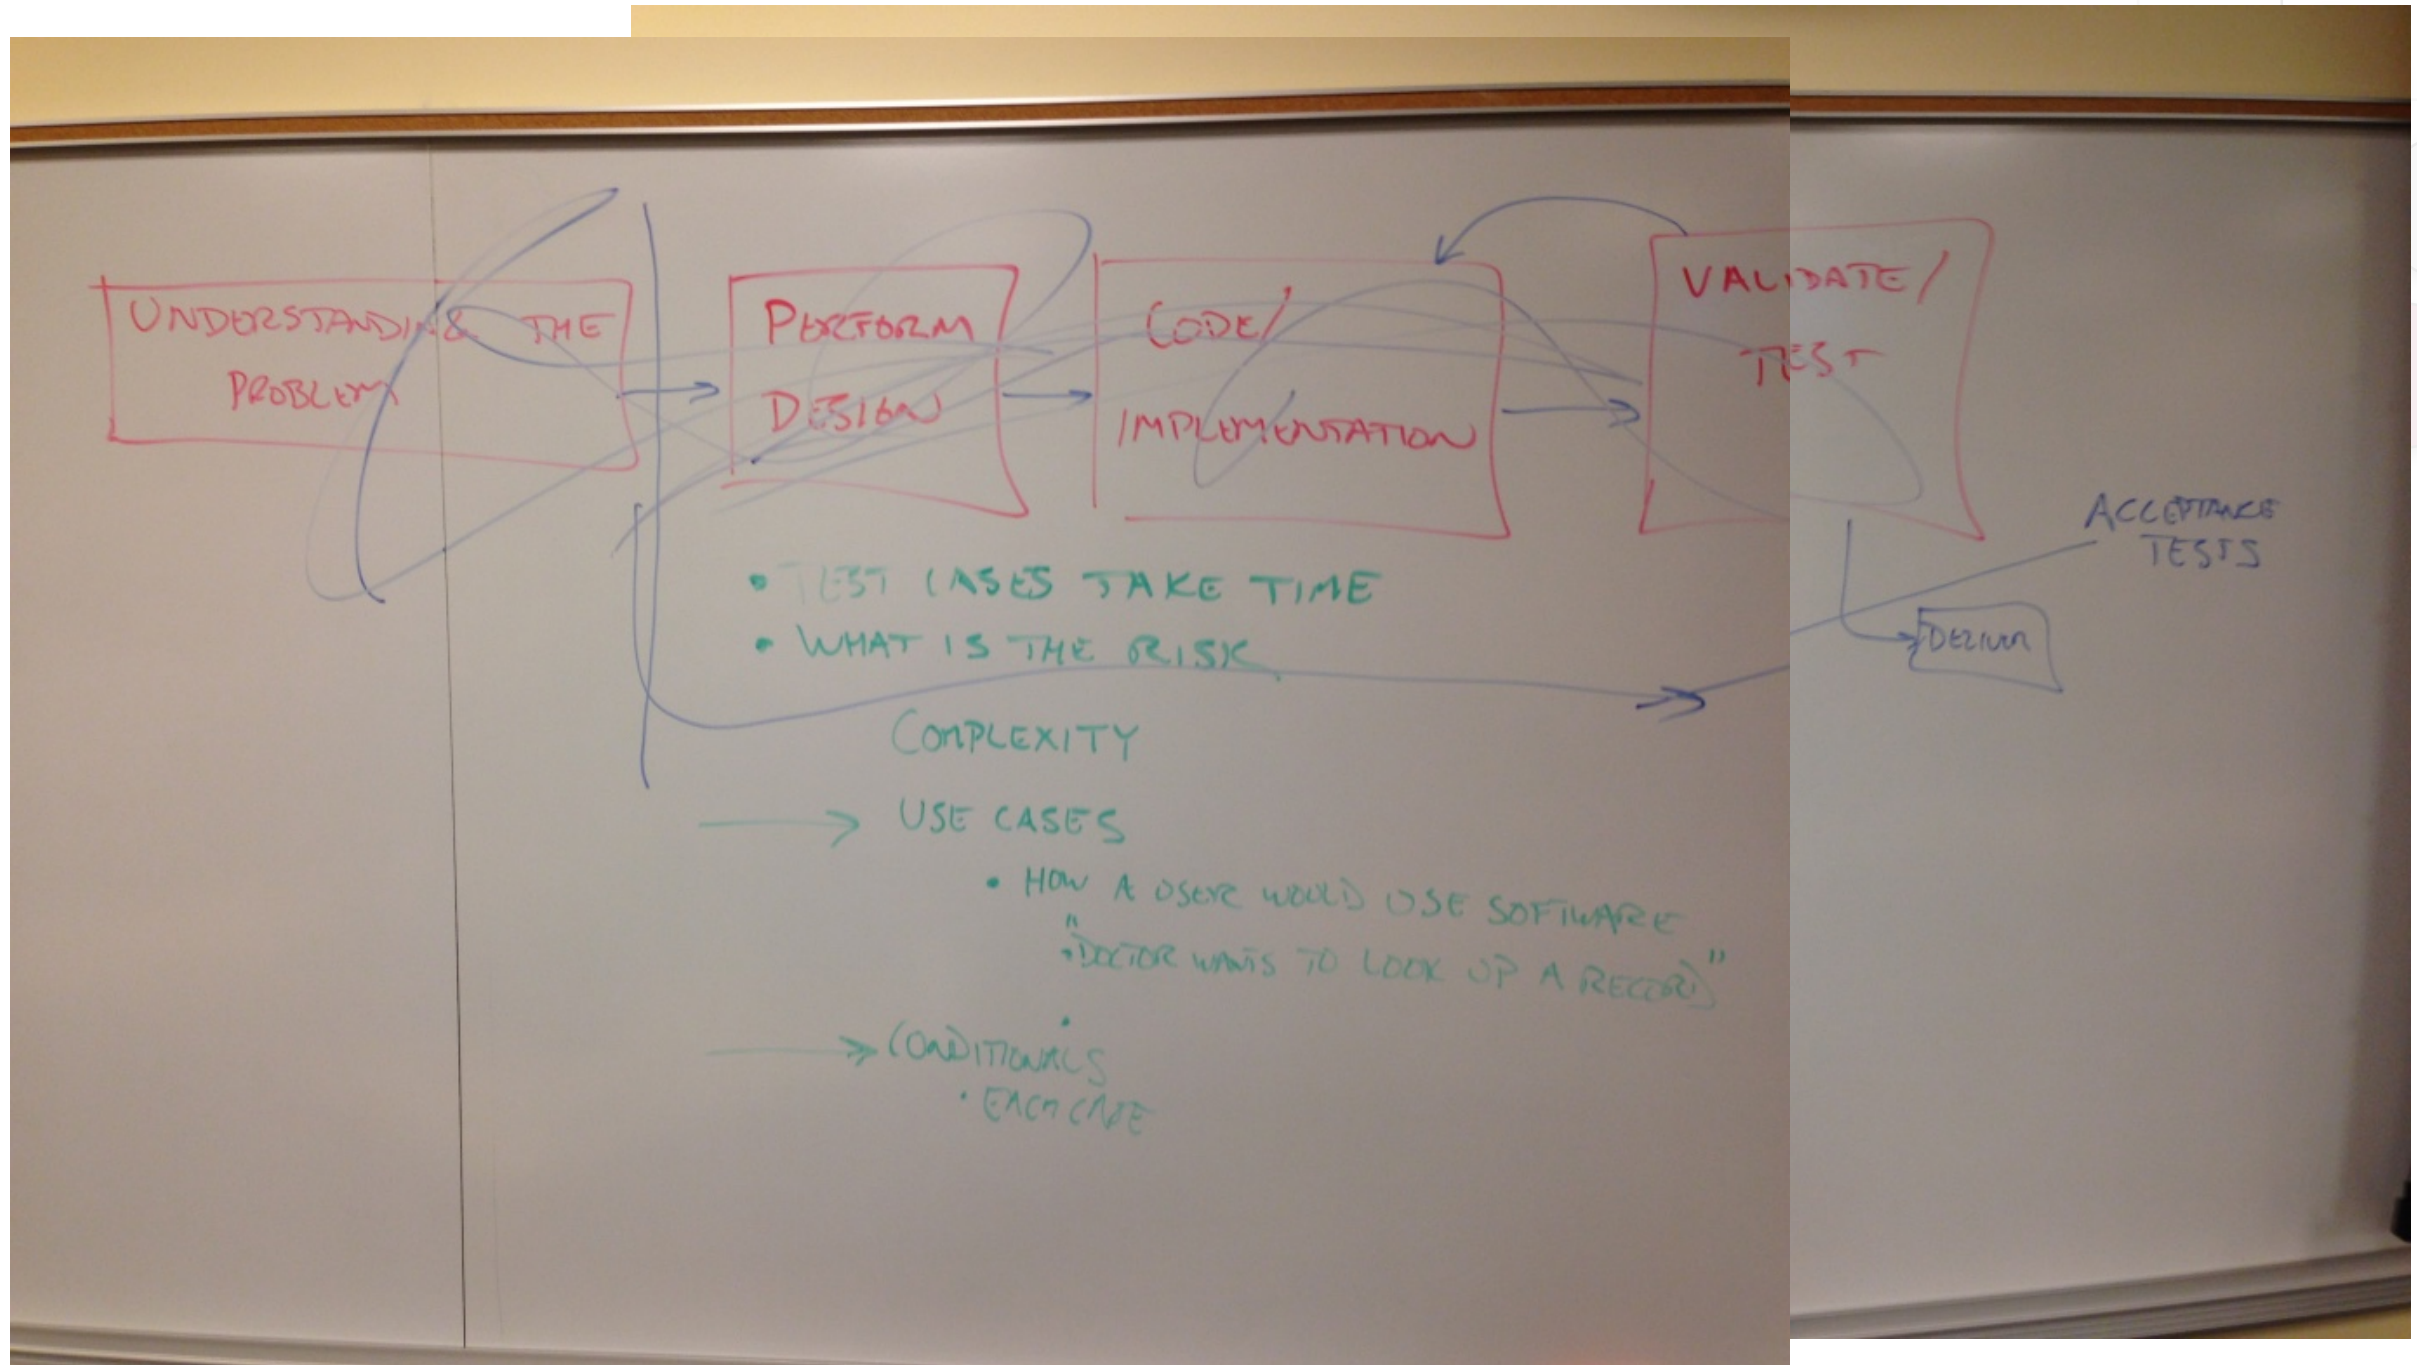 UNDERSTANDING THE
PROBLEM
PERFORM
DESIGN
CODE/
IMPLEMENTATION
VALIDATE/
TEST
ACCEPTANCE
TESTS
DELIVER
• TEST CASES TAKE TIME
• WHAT IS THE RISK
COMPLEXITY
USE CASES
• HOW A USER WOULD USE SOFTWARE
"DOCTOR WANTS TO LOOK UP A RECORD"
CONDITIONALS
• EACH CASE